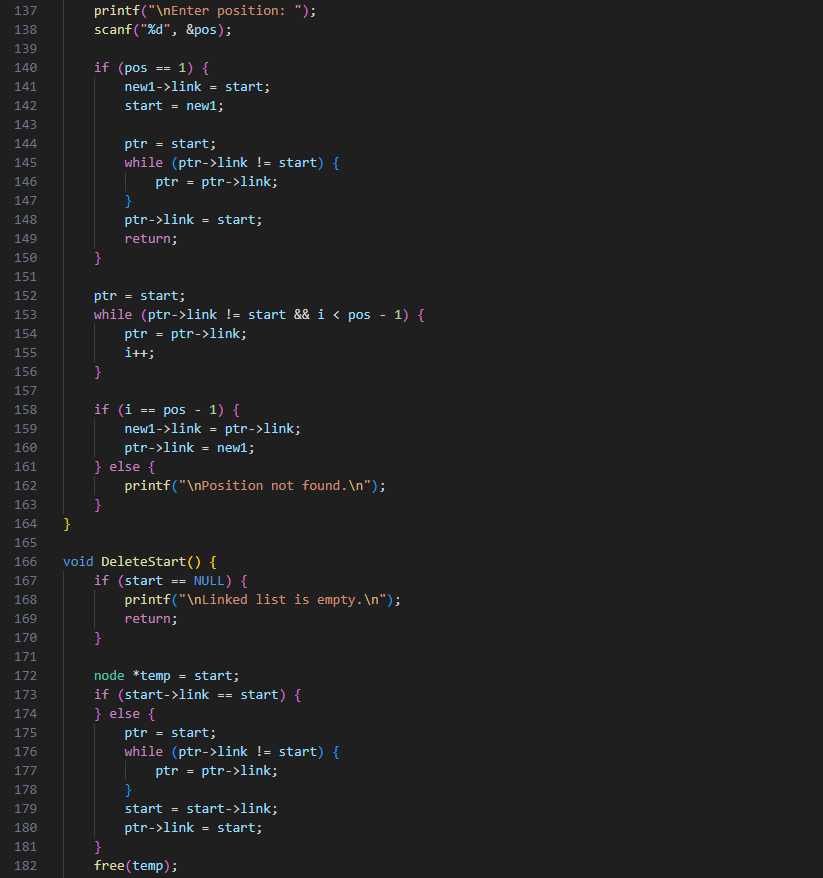 137 printf("\nEnter position: ");
138 scanf("%d", &pos);
139
140 if (pos == 1) {
141 new1->link = start;
142 start = new1;
143
144 ptr = start;
145 while (ptr->link != start) {
146 ptr = ptr->link;
147 }
148 ptr->link = start;
149 return;
150 }
151
152 ptr = start;
153 while (ptr->link != start && i < pos - 1) {
154 ptr = ptr->link;
155 i++;
156 }
157
158 if (i == pos - 1) {
159 new1->link = ptr->link;
160 ptr->link = new1;
161 } else {
162 printf("\nPosition not found.\n");
163 }
164 }
165
166 void DeleteStart() {
167 if (start == NULL) {
168 printf("\nLinked list is empty.\n");
169 return;
170 }
171
172 node *temp = start;
173 if (start->link == start) {
174 } else {
175 ptr = start;
176 while (ptr->link != start) {
177 ptr = ptr->link;
178 }
179 start = start->link;
180 ptr->link = start;
181 }
182 free(temp);